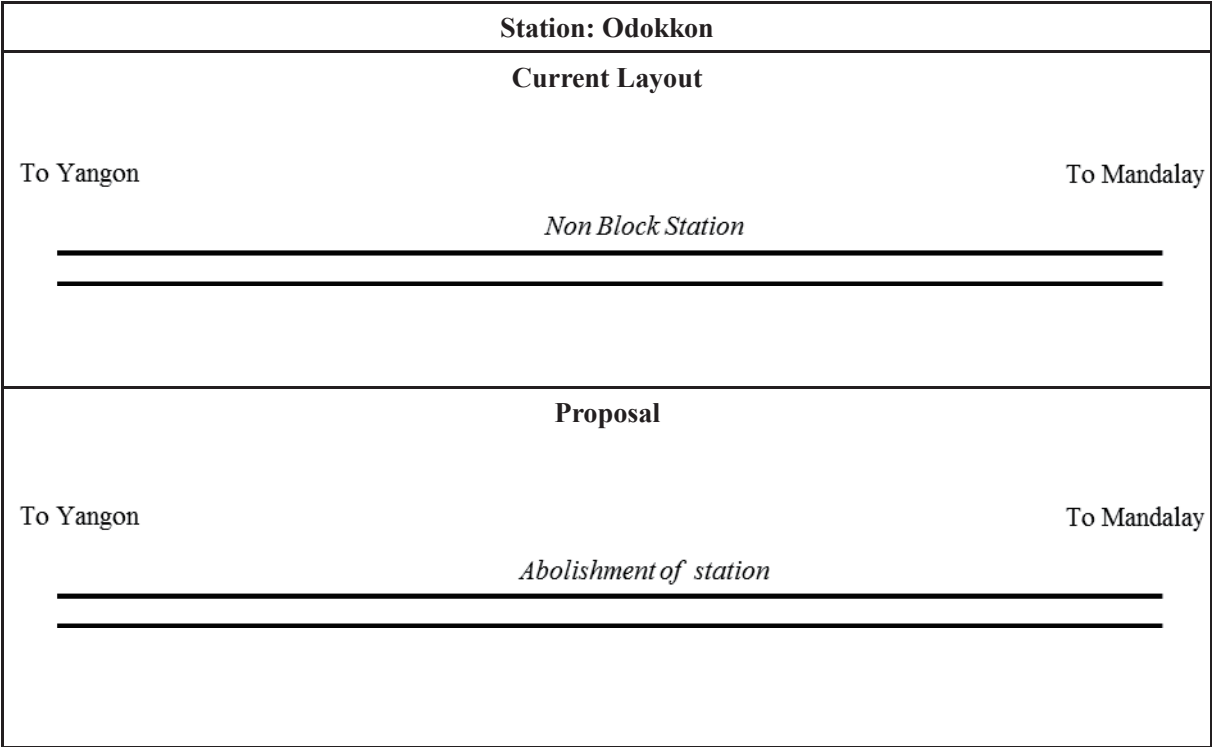 Station: Odokkon
Current Layout
To Yangon
To Mandalay
Non Block Station
Proposal
To Yangon
To Mandalay
Abolishment of station